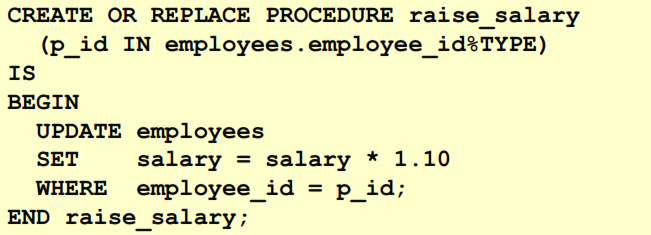 CREATE OR REPLACE PROCEDURE raise_salary
(p_id IN employees.employee_id%TYPE)
IS
BEGIN
UPDATE employees
SET salary = salary * 1.10
WHERE employee_id = p_id;
END raise_salary;